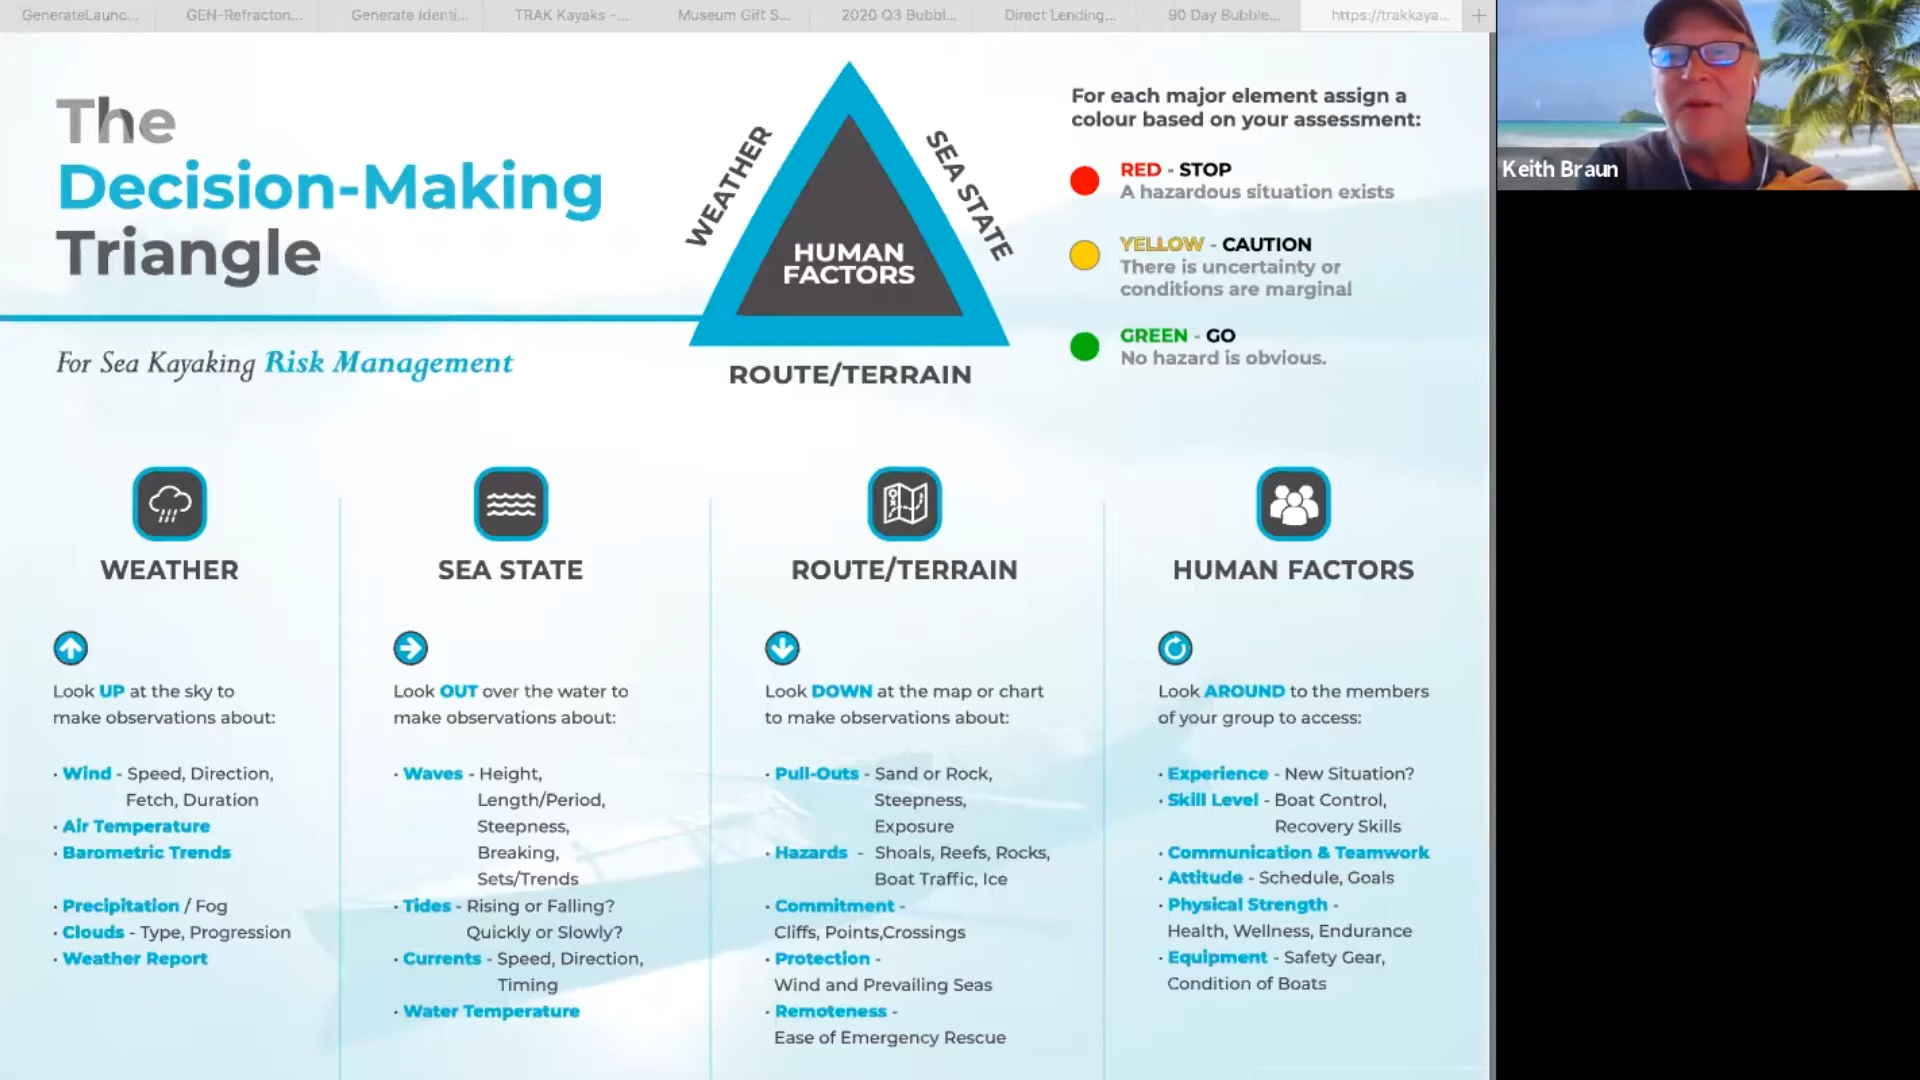 GenerateLaunc...
GEN-Refracton...
Generate Identi...
TRAK Kayaks -...
Museum Gift S...
2020 Q3 Bubbl...
Direct Lending...
90 Day Bubble...
https://trakkaya...
Keith Braun
The
Decision-Making
Triangle
For Sea Kayaking Risk Management
WEATHER
SEA STATE
HUMAN
FACTORS
ROUTE/TERRAIN
For each major element assign a
colour based on your assessment:
RED - STOP
A hazardous situation exists
YELLOW - CAUTION
There is uncertainty or
conditions are marginal
GREEN - GO
No hazard is obvious.
WEATHER
Look UP at the sky to
make observations about:
· Wind - Speed, Direction,
Fetch, Duration
· Air Temperature
· Barometric Trends
· Precipitation / Fog
· Clouds - Type, Progression
· Weather Report
SEA STATE
Look OUT over the water to
make observations about:
· Waves - Height,
Length/Period,
Steepness,
Breaking,
Sets/Trends
· Tides - Rising or Falling?
Quickly or Slowly?
· Currents - Speed, Direction,
Timing
· Water Temperature
ROUTE/TERRAIN
Look DOWN at the map or chart
to make observations about:
· Pull-Outs - Sand or Rock,
Steepness,
Exposure
· Hazards - Shoals, Reefs, Rocks,
Boat Traffic, Ice
· Commitment -
Cliffs, Points,Crossings
· Protection -
Wind and Prevailing Seas
· Remoteness -
Ease of Emergency Rescue
HUMAN FACTORS
Look AROUND to the members
of your group to access:
· Experience - New Situation?
· Skill Level - Boat Control,
Recovery Skills
· Communication & Teamwork
· Attitude - Schedule, Goals
· Physical Strength -
Health, Wellness, Endurance
· Equipment - Safety Gear,
Condition of Boats